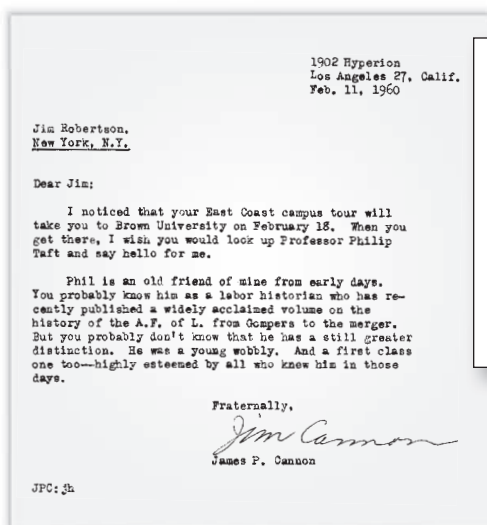 1902 Hyperion
Los Angeles 27, Calif.
Feb. 11, 1960
Jim Robertson,
New York, N.Y.
Dear Jim:
I noticed that your East Coast campus tour will
take you to Brown University on February 18. When you
get there, I wish you would look up Professor Philip
Taft and say hello for me.
Phil is an old friend of mine from early days.
You probably know him as a labor historian who has re-
cently published a widely acclaimed volume on the
history of the A.F. of L. from Gompers to the merger.
But you probably don't know that he has a still greater
distinction. He was a young wobbly. And a first class
one too--highly esteemed by all who knew him in those
days.
Fraternally,
Jim Cannon
James P. Cannon
JPC:jh